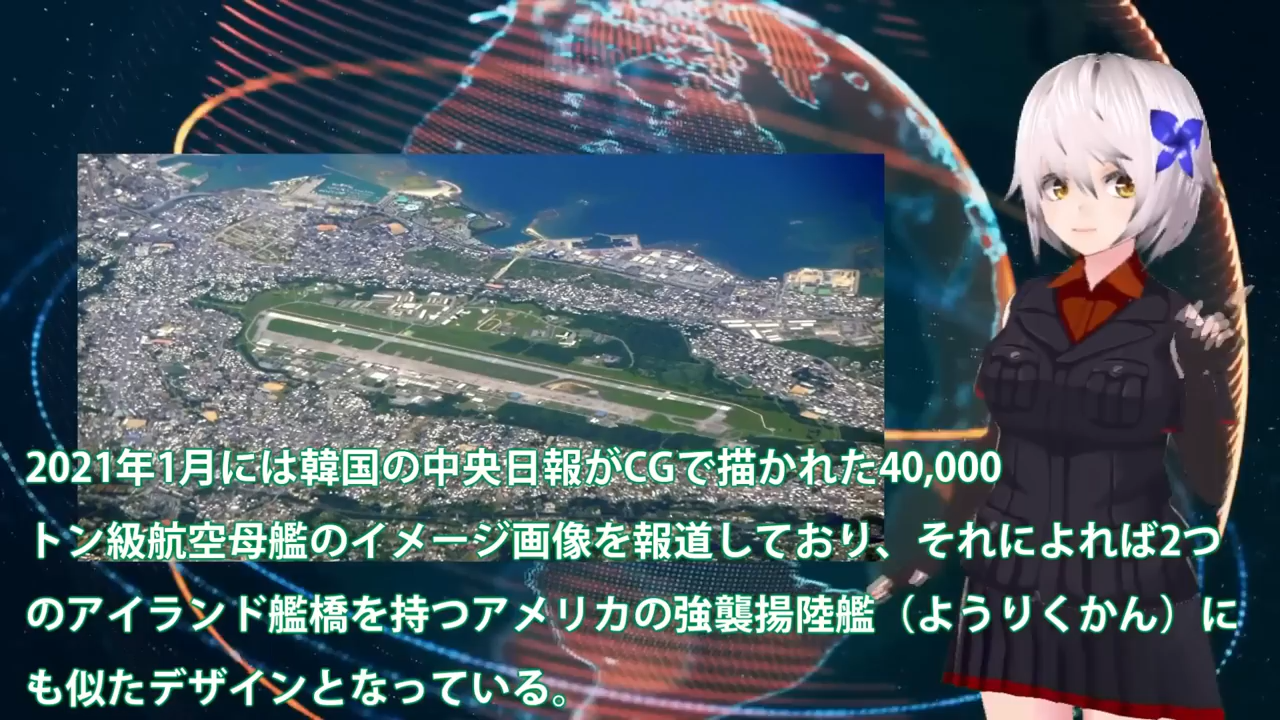 2021年1月には韓国の中央日報がCGで描かれた40,000
トン級航空母艦のイメージ画像を報道しており、それによれば2つ
のアイランド艦橋を持つアメリカの強襲揚陸艦（ようりくかん）に
も似たデザインとなっている。